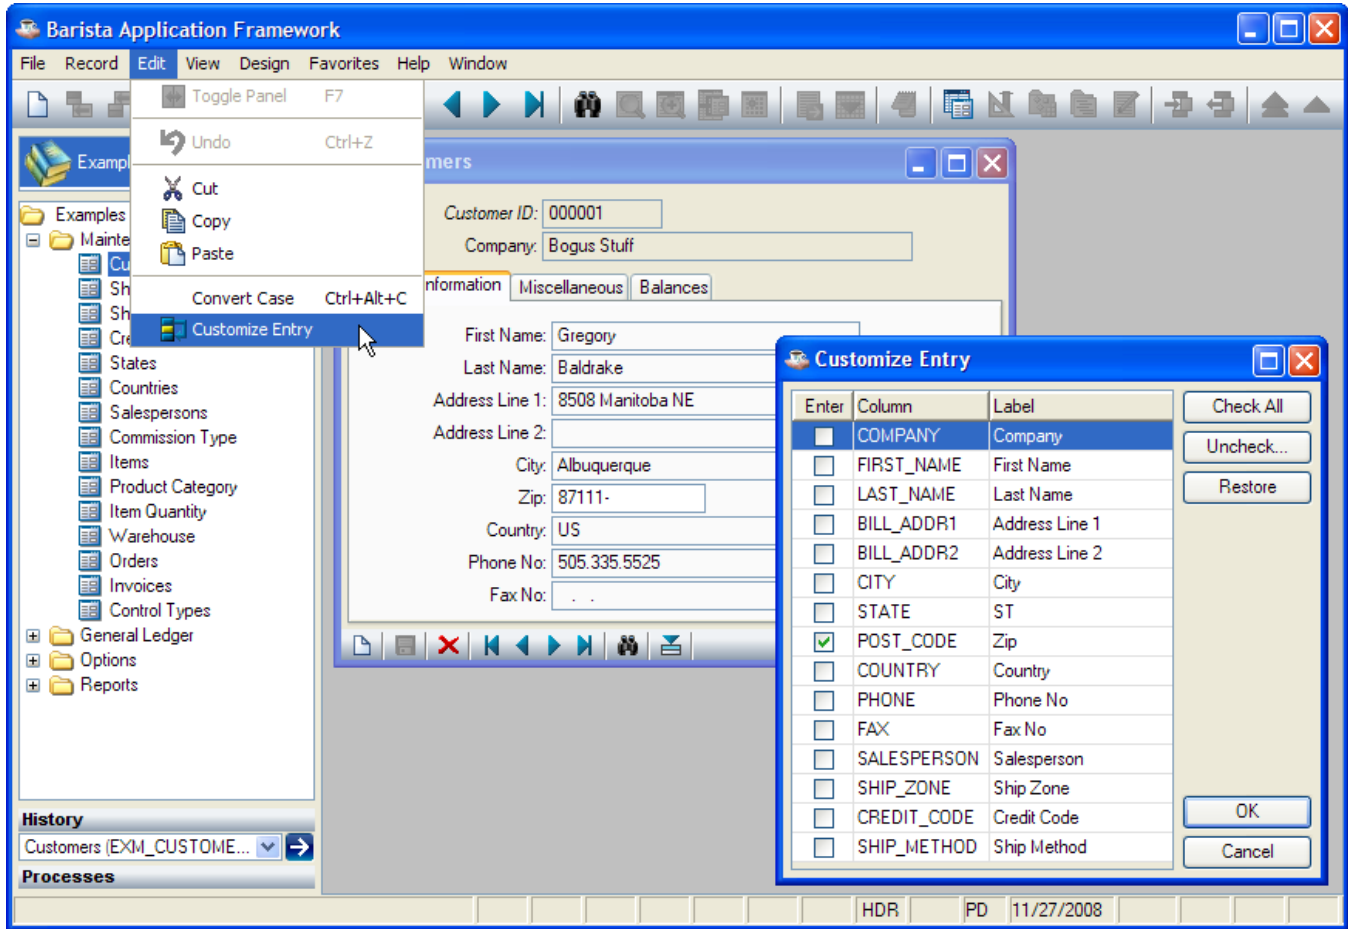 Barista Application Framework
File Record Edit View Design Favorites Help Window
Toggle Panel F7
Undo Ctrl+Z
Cut
Copy
Paste
Convert Case Ctrl+Alt+C
Customize Entry
Exampl
Examples
Mainte
Cu
Sh
Sh
Cre
States
Countries
Salespersons
Commission Type
Items
Product Category
Item Quantity
Warehouse
Orders
Invoices
Control Types
General Ledger
Options
Reports
History
Customers (EXM_CUSTOME...
Processes
mers
Customer ID: 000001
Company: Bogus Stuff
nformation Miscellaneous Balances
First Name: Gregory
Last Name: Baldrake
Address Line 1: 8508 Manitoba NE
Address Line 2:
City: Albuquerque
Zip: 87111-
Country: US
Phone No: 505.335.5525
Fax No: . .
Customize Entry
Enter Column Label
COMPANY Company
FIRST_NAME First Name
LAST_NAME Last Name
BILL_ADDR1 Address Line 1
BILL_ADDR2 Address Line 2
CITY City
STATE ST
POST_CODE Zip
COUNTRY Country
PHONE Phone No
FAX Fax No
SALESPERSON Salesperson
SHIP_ZONE Ship Zone
CREDIT_CODE Credit Code
SHIP_METHOD Ship Method
Check All
Uncheck...
Restore
OK
Cancel
HDR PD 11/27/2008